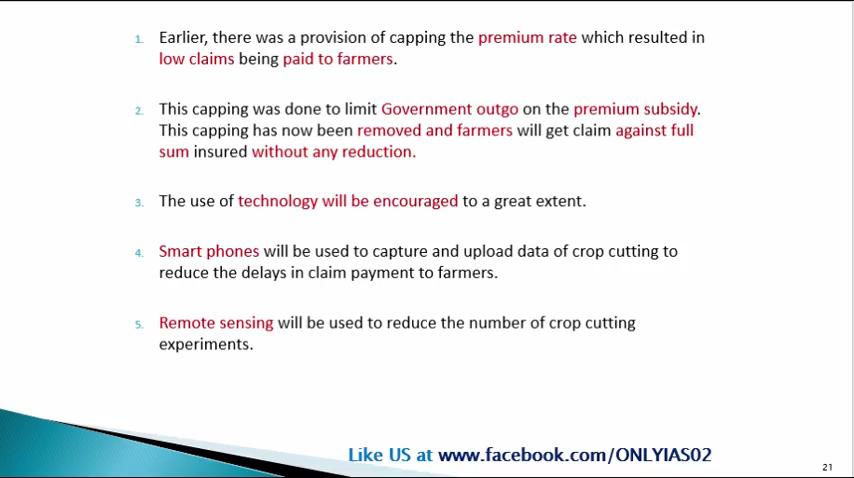 1. Earlier, there was a provision of capping the premium rate which resulted in
low claims being paid to farmers.
2. This capping was done to limit Government outgo on the premium subsidy.
This capping has now been removed and farmers will get claim against full
sum insured without any reduction.
3. The use of technology will be encouraged to a great extent.
4. Smart phones will be used to capture and upload data of crop cutting to
reduce the delays in claim payment to farmers.
5. Remote sensing will be used to reduce the number of crop cutting
experiments.
Like US at www.facebook.com/ONLYIAS02
21